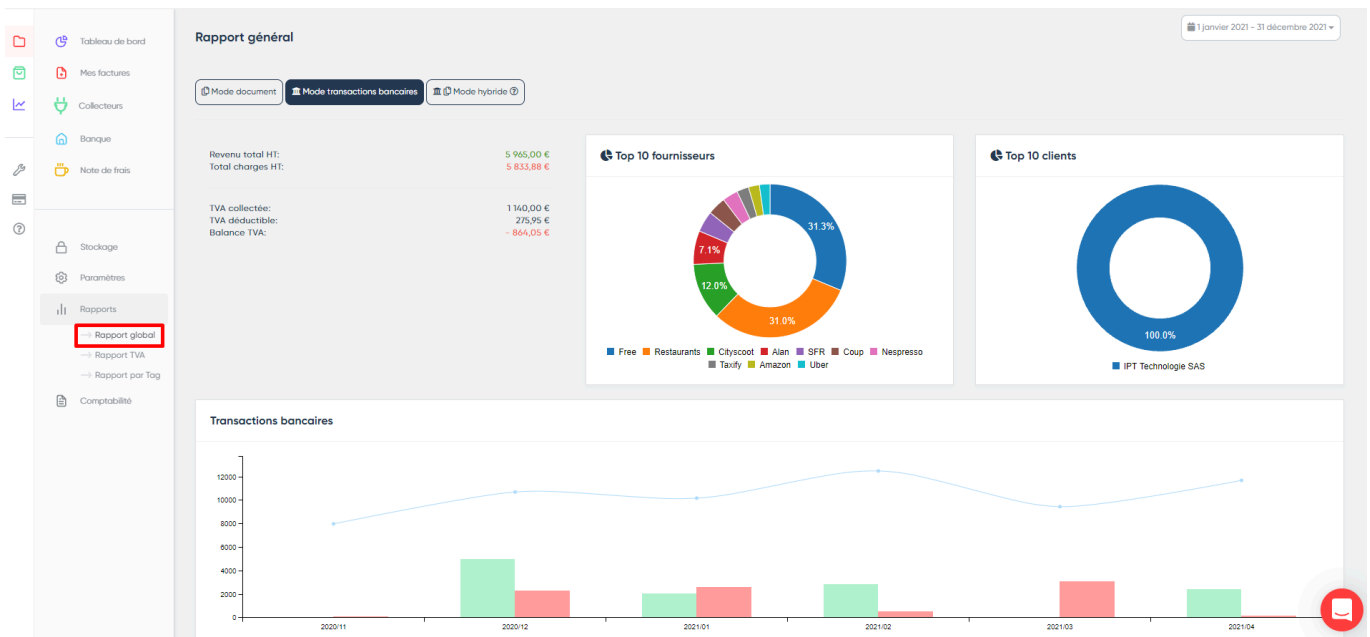 1 janvier 2021 - 31 décembre 2021
Rapport général
Tableau de bord
Mes factures
Collecteurs
Banque
Note de frais
Stockage
Paramètres
Rapports
→ Rapport global
→ Rapport TVA
→ Rapport par Tag
Comptabilité
Mode document
Mode transactions bancaires
Mode hybride
Revenu total HT: 5 965,00 €
Total charges HT: 5 833,88 €
TVA collectée: 1 140,00 €
TVA déductible: 275,95 €
Balance TVA: - 864,05 €
Top 10 fournisseurs
31.3%
7.1%
12.0%
31.0%
Free Restaurants Cityscoot Alan SFR Coup Nespresso
Taxify Amazon Uber
Top 10 clients
100.0%
IPT Technologie SAS
Transactions bancaires
12000
10000
8000
6000
4000
2000
0
2020/11 2020/12 2021/01 2021/02 2021/03 2021/04